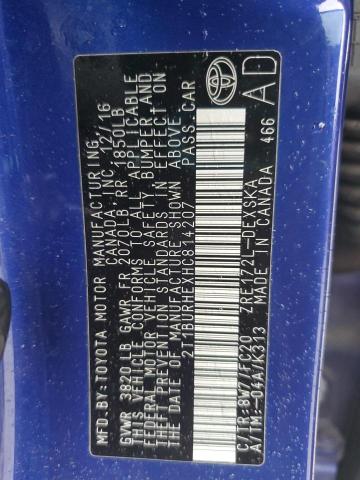 MFD.BY:TOYOTA MOTOR MANUFACTURING
CANADA, INC. 12/16
GVWR 3820 LB GAWR FR 2070LB RR 1850LB
THIS VEHICLE CONFORMS TO ALL APPLICABLE
FEDERAL MOTOR VEHICLE SAFETY, BUMPER AND
THEFT PREVENTION STANDARDS IN EFFECT ON
THE DATE OF MANUFACTURE SHOWN ABOVE.
2T1BURHEXHC814207 PASS.CAR
C/TR:8W7/FC20 ZRE172L-DEXSKA
A/TM:-04A/K313 MADE IN CANADA 466
AD